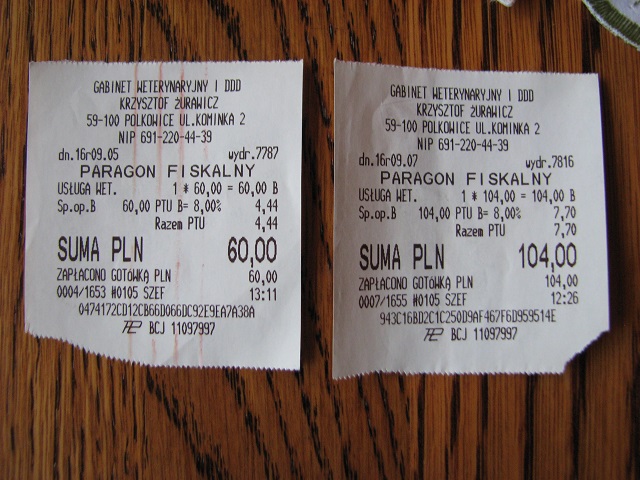 GABINET WETERYNARYJNY I DDD
KRZYSZTOF ŻURAWICZ
59-100 POLKOWICE UL.KOMINKA 2
NIP 691-220-44-39
dn.16r09.05 wydr.7787
PARAGON FISKALNY
USŁUGA WET. 1 * 60,00 = 60,00 B
Sp.op.B 60,00 PTU B= 8,00% 4,44
Razem PTU 4,44
SUMA PLN 60,00
ZAPŁACONO GOTÓWKĄ PLN 60,00
0004/1653 #0105 SZEF 13:11
0474172CD12CB66D066DC92E9EA7A38A
BCJ 11097997
GABINET WETERYNARYJNY I DDD
KRZYSZTOF ŻURAWICZ
59-100 POLKOWICE UL.KOMINKA 2
NIP 691-220-44-39
dn.16r09.07 wydr.7816
PARAGON FISKALNY
USŁUGA WET. 1 * 104,00 = 104,00 B
Sp.op.B 104,00 PTU B= 8,00% 7,70
Razem PTU 7,70
SUMA PLN 104,00
ZAPŁACONO GOTÓWKĄ PLN 104,00
0007/1655 #0105 SZEF 12:26
943C16BD2C1C250D9AF467F6D959514E
BCJ 11097997